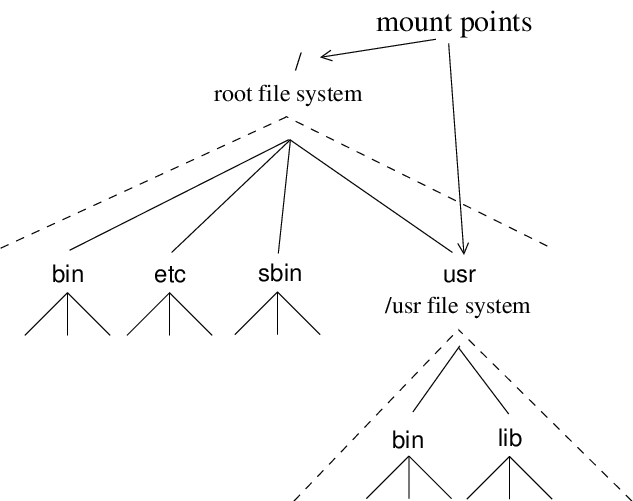 mount points
/
root file system
bin etc sbin usr
/usr file system
bin lib